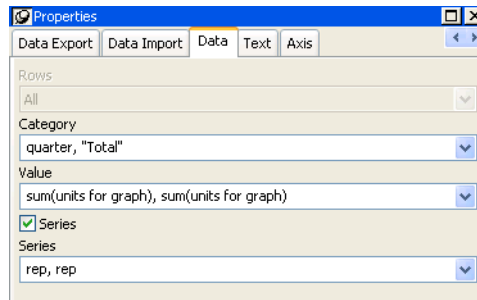 Properties
Data Export Data Import Data Text Axis
Rows
All
Category
quarter, "Total"
Value
sum(units for graph), sum(units for graph)
Series
Series
rep, rep